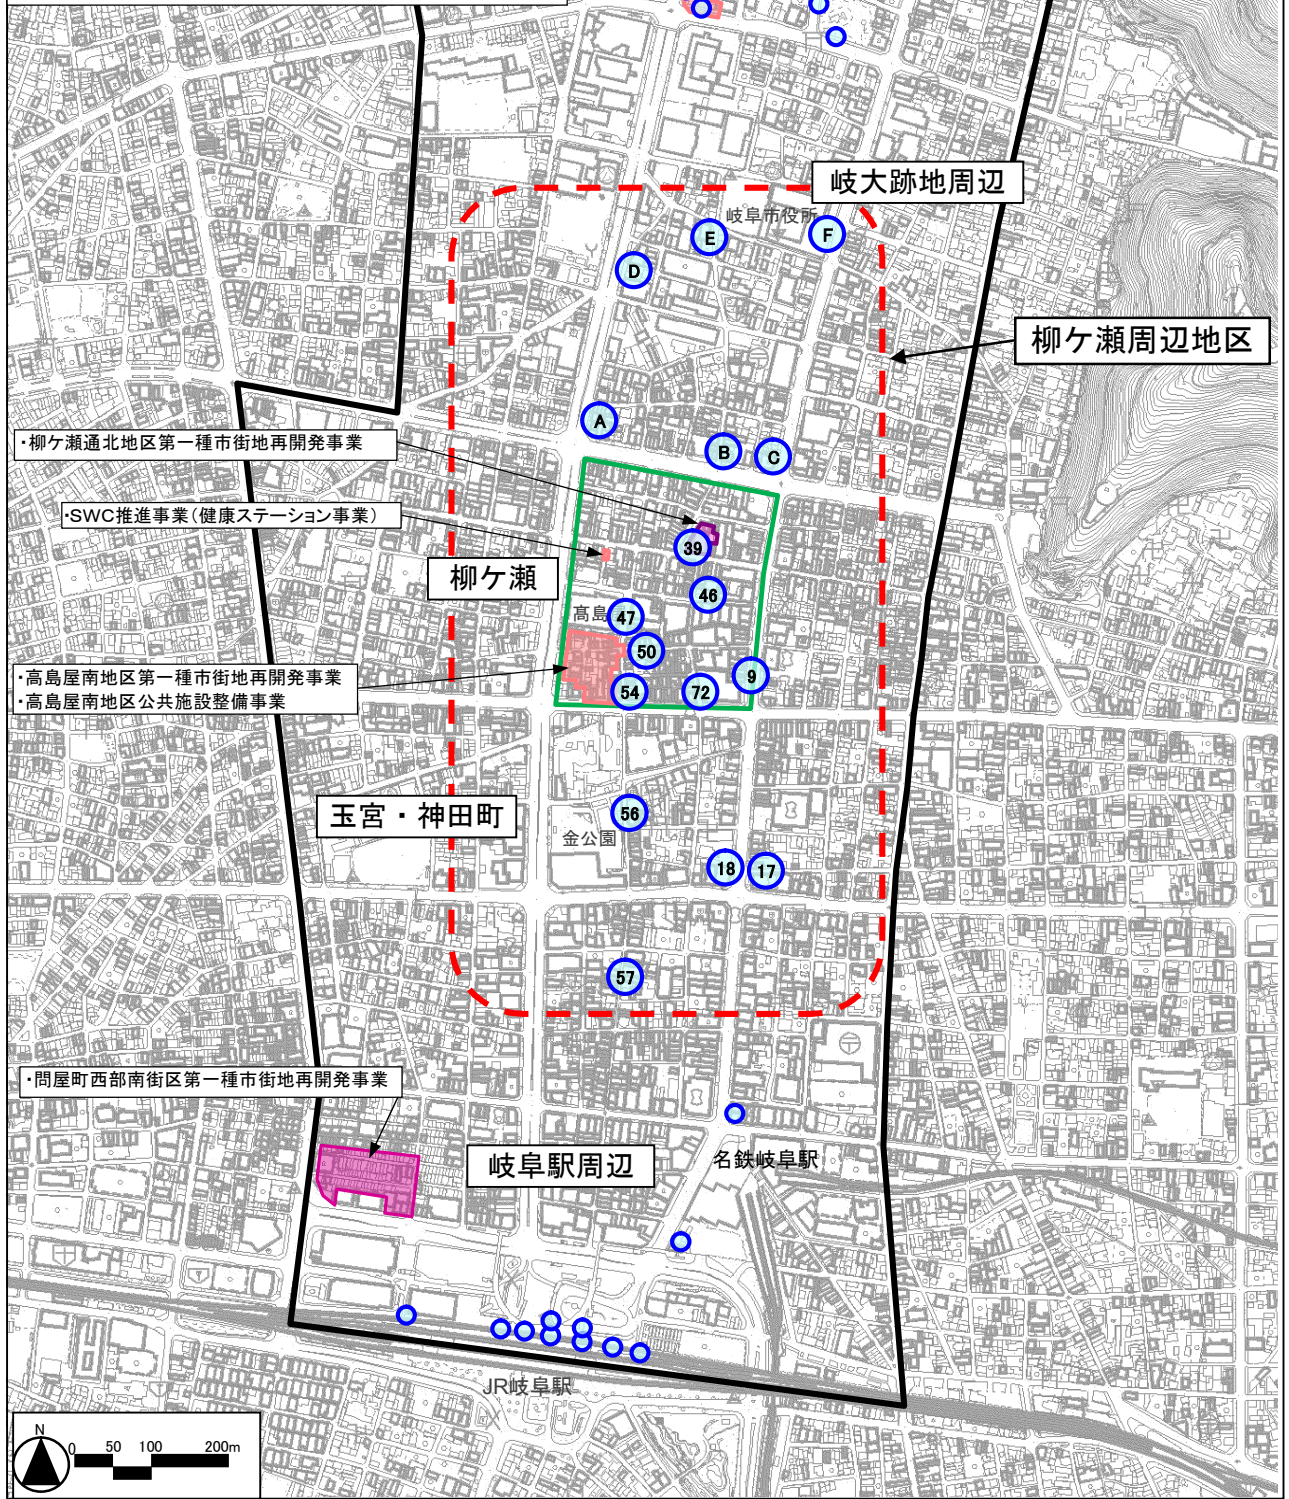 岐大跡地周辺
岐阜市役所
E
F
D
柳ケ瀬周辺地区
A
・柳ケ瀬通北地区第一種市街地再開発事業
B
C
・SWC推進事業(健康ステーション事業)
39
柳ケ瀬
46
高島
47
50
・高島屋南地区第一種市街地再開発事業
・高島屋南地区公共施設整備事業
9
54
72
玉宮・神田町
56
金公園
18
17
57
・問屋町西部南街区第一種市街地再開発事業
岐阜駅周辺
名鉄岐阜駅
JR岐阜駅
N
0 50 100 200m